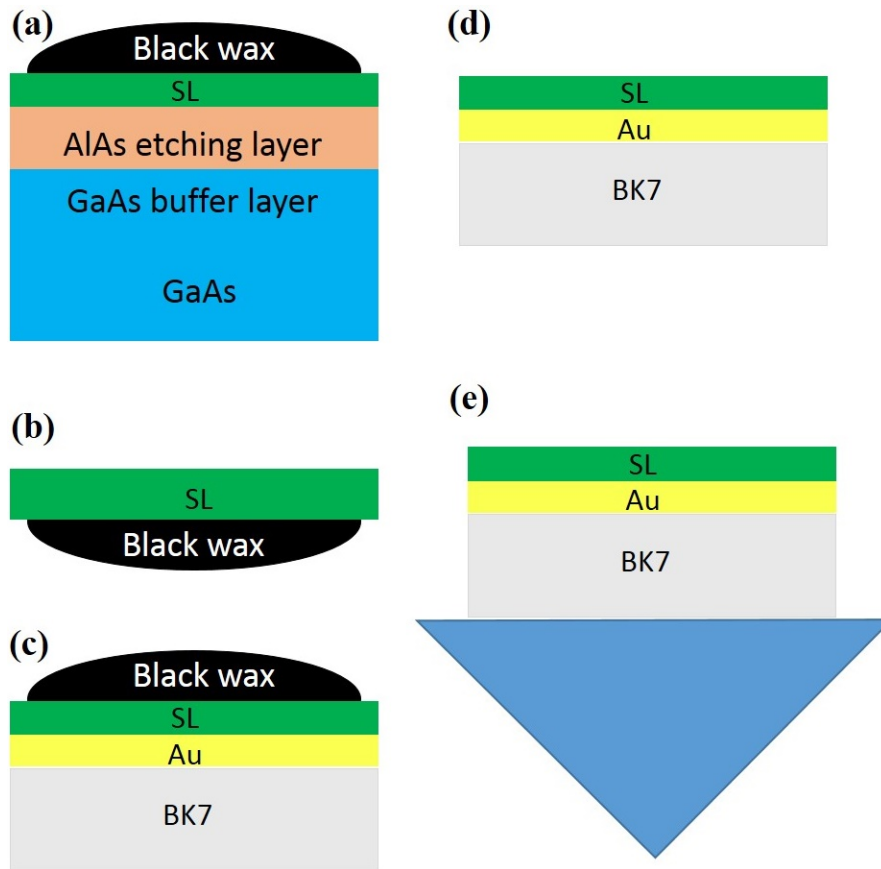 (a)
Black wax
SL
AlAs etching layer
GaAs buffer layer
GaAs
(b)
SL
Black wax
(c)
Black wax
SL
Au
BK7
(d)
SL
Au
BK7
(e)
SL
Au
BK7